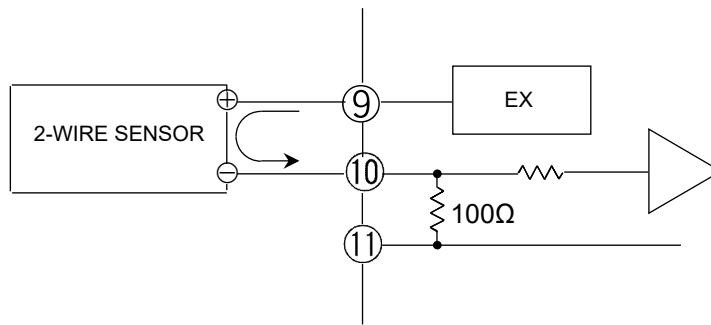 +
9
EX
2-WIRE SENSOR
−
10
100Ω
11